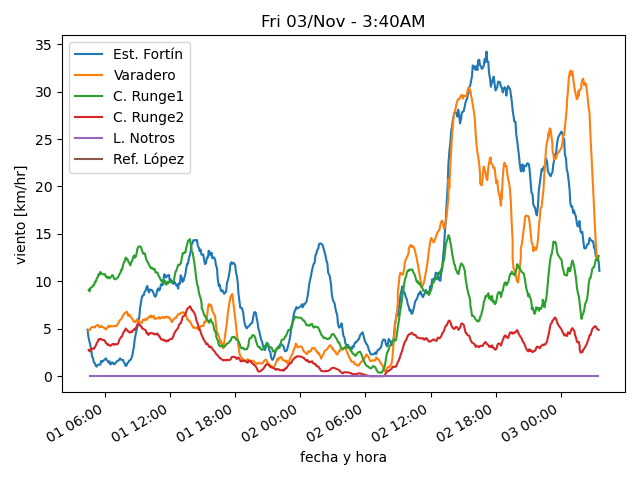 Fri 03/Nov - 3:40AM
viento [km/hr]
35
30
25
20
15
10
5
0
Est. Fortín
Varadero
C. Runge1
C. Runge2
L. Notros
Ref. López
01 06:00
01 12:00
01 18:00
02 00:00
02 06:00
02 12:00
02 18:00
03 00:00
fecha y hora